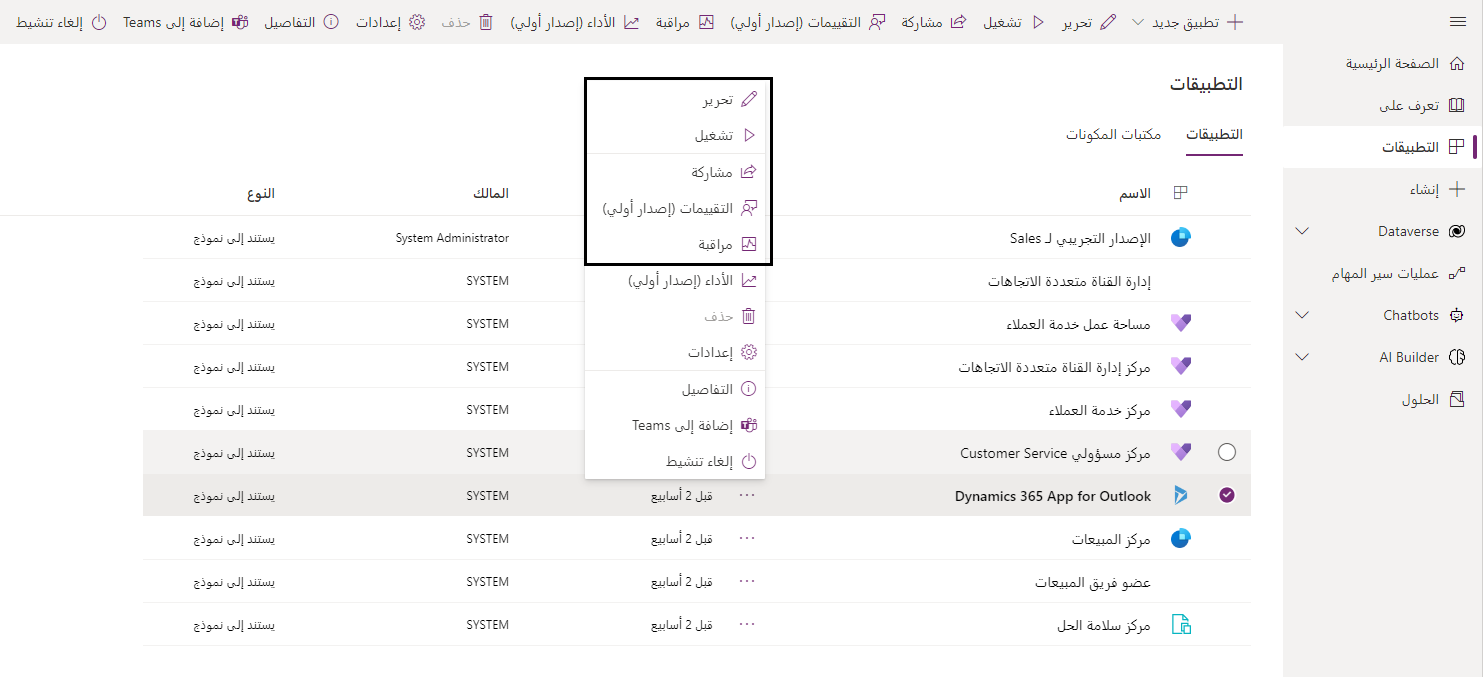 تطبيق جديد تحرير تشغيل مشاركة التقييمات (إصدار أولي) مراقبة الأداء (إصدار أولي) حذف إعدادات التفاصيل إضافة إلى Teams إلغاء تنشيط
الصفحة الرئيسية
تعرف على
التطبيقات
إنشاء
Dataverse
عمليات سير المهام
Chatbots
AI Builder
الحلول
التطبيقات
التطبيقات مكتبات المكونات
الاسم المالك النوع
الإصدار التجريبي لـ Sales System Administrator يستند إلى نموذج
إدارة القناة متعددة الاتجاهات SYSTEM يستند إلى نموذج
مساحة عمل خدمة العملاء SYSTEM يستند إلى نموذج
مركز إدارة القناة متعددة الاتجاهات SYSTEM يستند إلى نموذج
مركز خدمة العملاء SYSTEM يستند إلى نموذج
مركز مسؤولي Customer Service SYSTEM يستند إلى نموذج
Dynamics 365 App for Outlook قبل 2 أسابيع SYSTEM يستند إلى نموذج
مركز المبيعات قبل 2 أسابيع SYSTEM يستند إلى نموذج
عضو فريق المبيعات قبل 2 أسابيع SYSTEM يستند إلى نموذج
مركز سلامة الحل قبل 2 أسابيع SYSTEM يستند إلى نموذج
تحرير
تشغيل
مشاركة
التقييمات (إصدار أولي)
مراقبة
الأداء (إصدار أولي)
حذف
إعدادات
التفاصيل
إضافة إلى Teams
إلغاء تنشيط